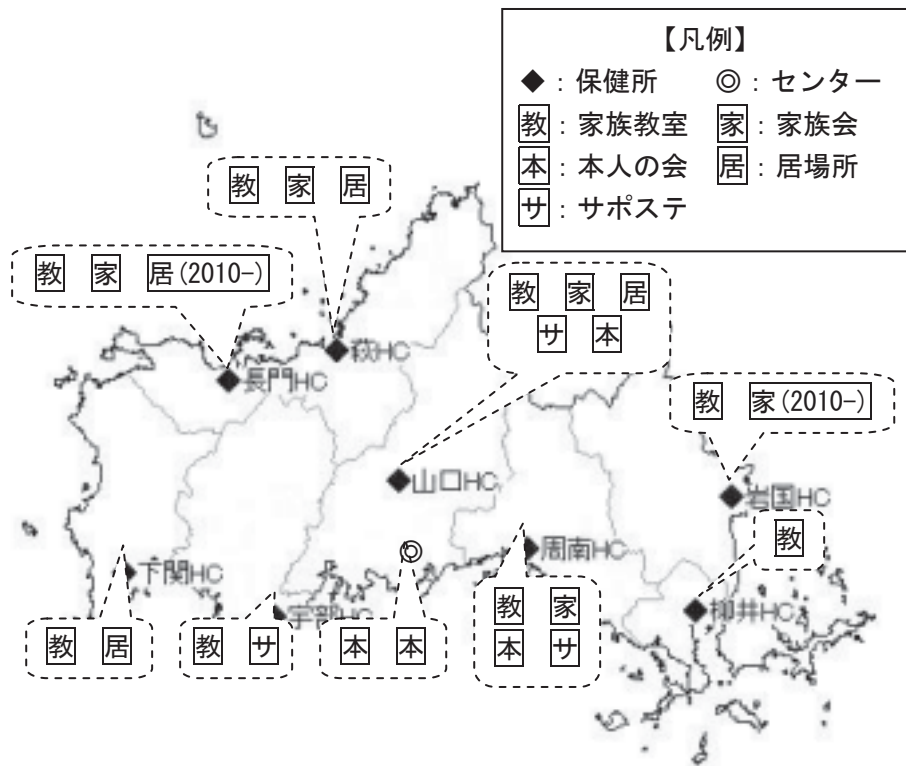 【凡例】
◆：保健所 ◎：センター
教：家族教室 家：家族会
本：本人の会 居：居場所
サ：サポステ
教 家 居
教 家 居(2010-)
教 家 居
サ 本
萩HC
長門HC
教 家(2010-)
山口HC
岩国HC
教
周南HC
下関HC
宇部HC
柳井HC
教 家
本 サ
教 居
教 サ
本 本